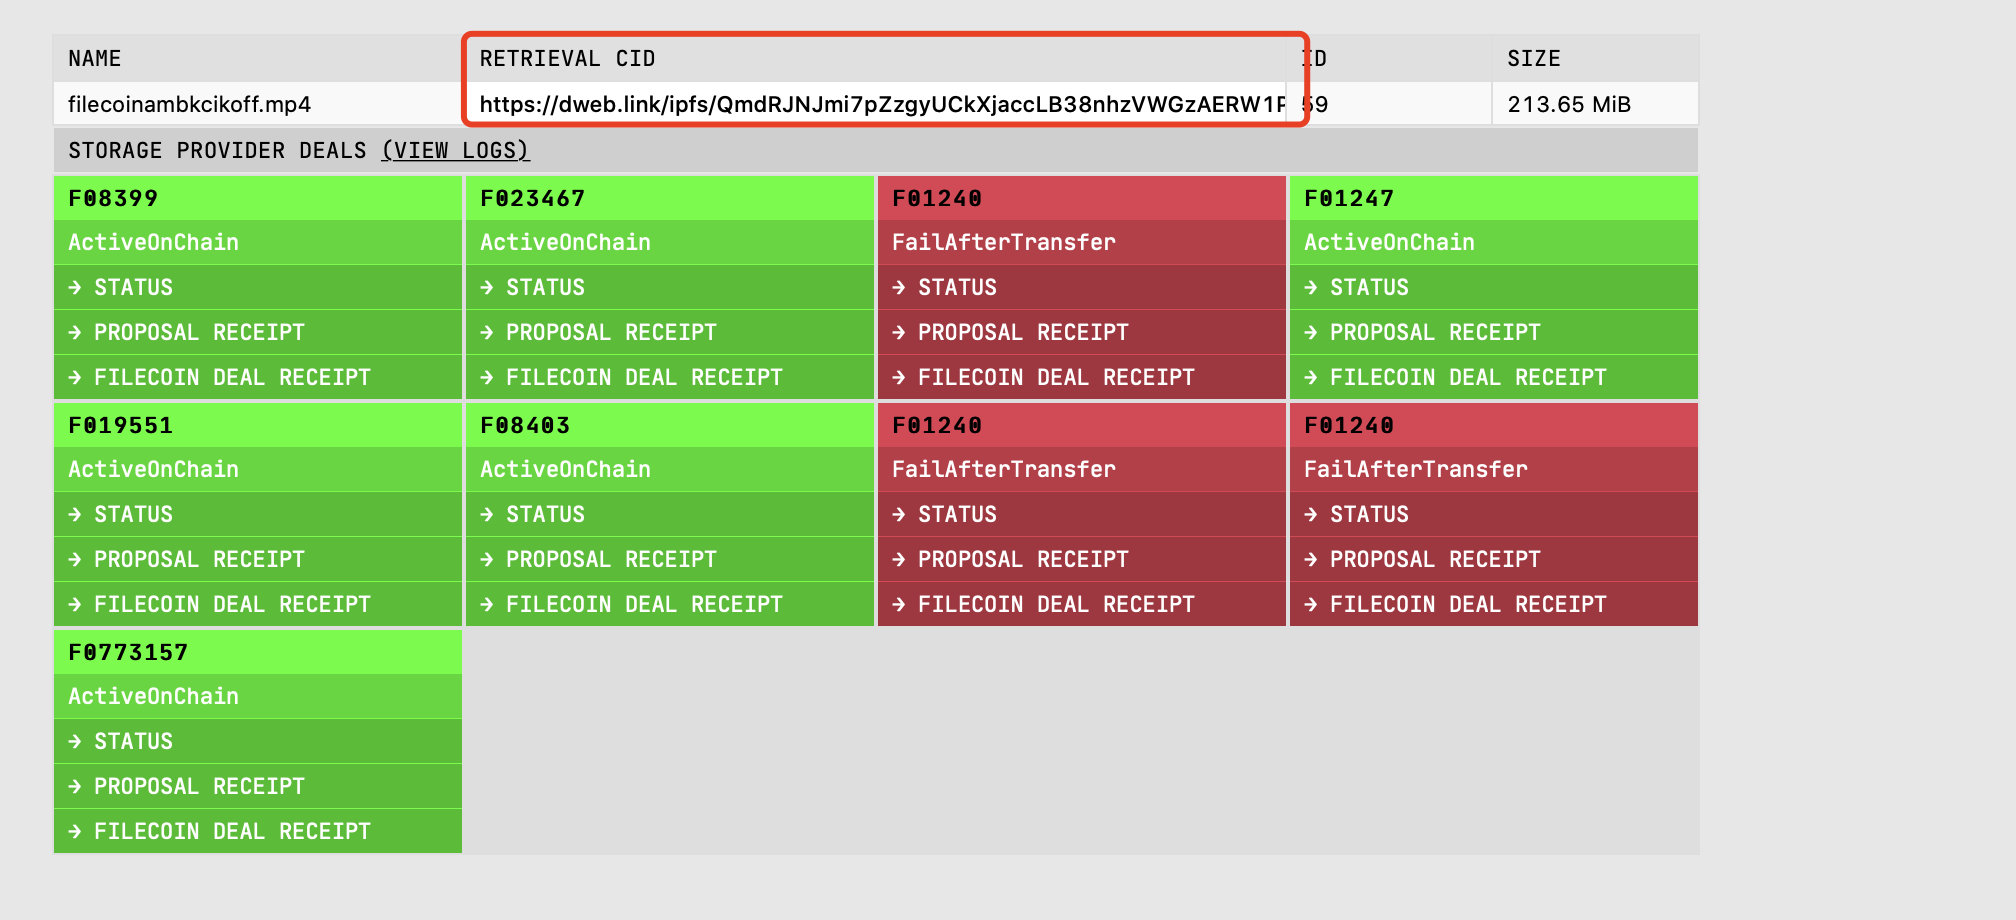 NAME RETRIEVAL CID ID SIZE
filecoinambkcikoff.mp4 https://dweb.link/ipfs/QmdRJNJmi7pZzgyUCkXjaccLB38nhzVWGzAERW1F 59 213.65 MiB
STORAGE PROVIDER DEALS (VIEW LOGS)
F08399 F023467 F01240 F01247
ActiveOnChain ActiveOnChain FailAfterTransfer ActiveOnChain
→ STATUS → STATUS → STATUS → STATUS
→ PROPOSAL RECEIPT → PROPOSAL RECEIPT → PROPOSAL RECEIPT → PROPOSAL RECEIPT
→ FILECOIN DEAL RECEIPT → FILECOIN DEAL RECEIPT → FILECOIN DEAL RECEIPT → FILECOIN DEAL RECEIPT
F019551 F08403 F01240 F01240
ActiveOnChain ActiveOnChain FailAfterTransfer FailAfterTransfer
→ STATUS → STATUS → STATUS → STATUS
→ PROPOSAL RECEIPT → PROPOSAL RECEIPT → PROPOSAL RECEIPT → PROPOSAL RECEIPT
→ FILECOIN DEAL RECEIPT → FILECOIN DEAL RECEIPT → FILECOIN DEAL RECEIPT → FILECOIN DEAL RECEIPT
F0773157
ActiveOnChain
→ STATUS
→ PROPOSAL RECEIPT
→ FILECOIN DEAL RECEIPT